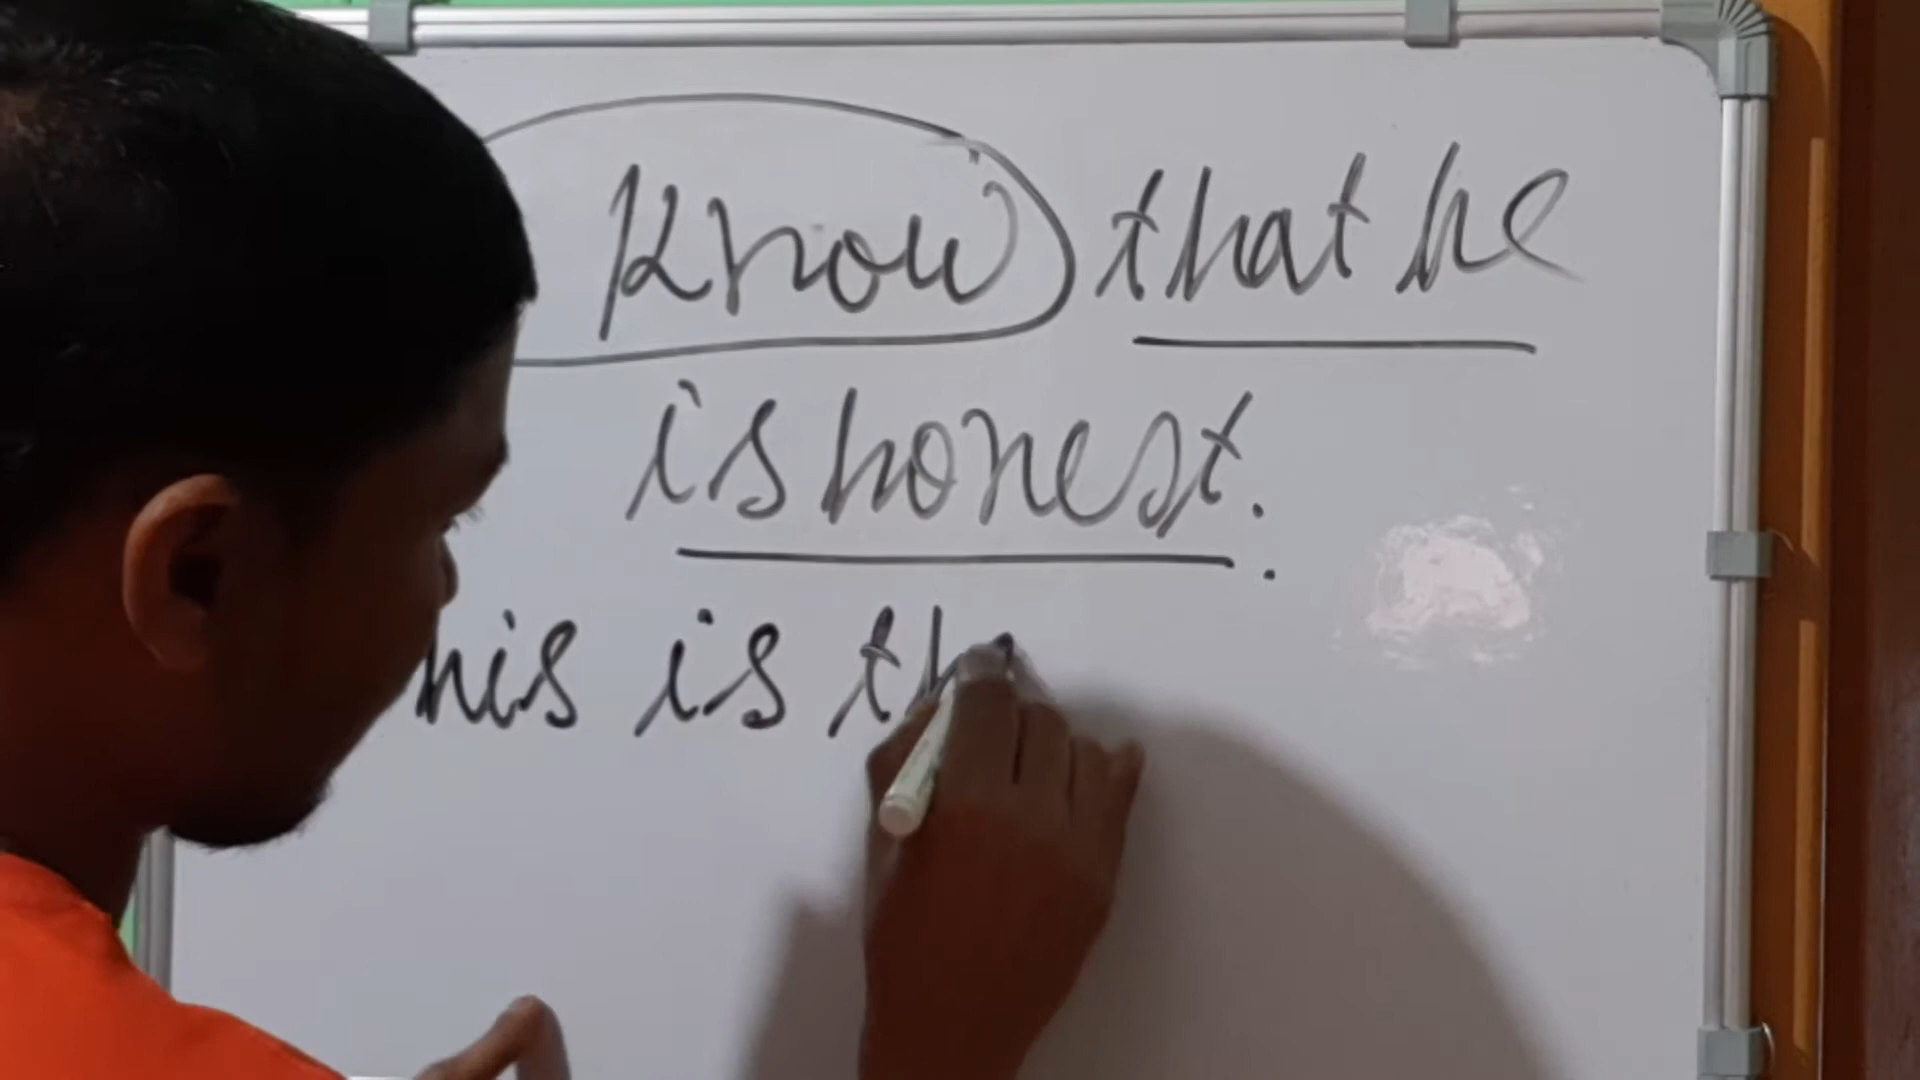 Know that he
is honest.
his is th